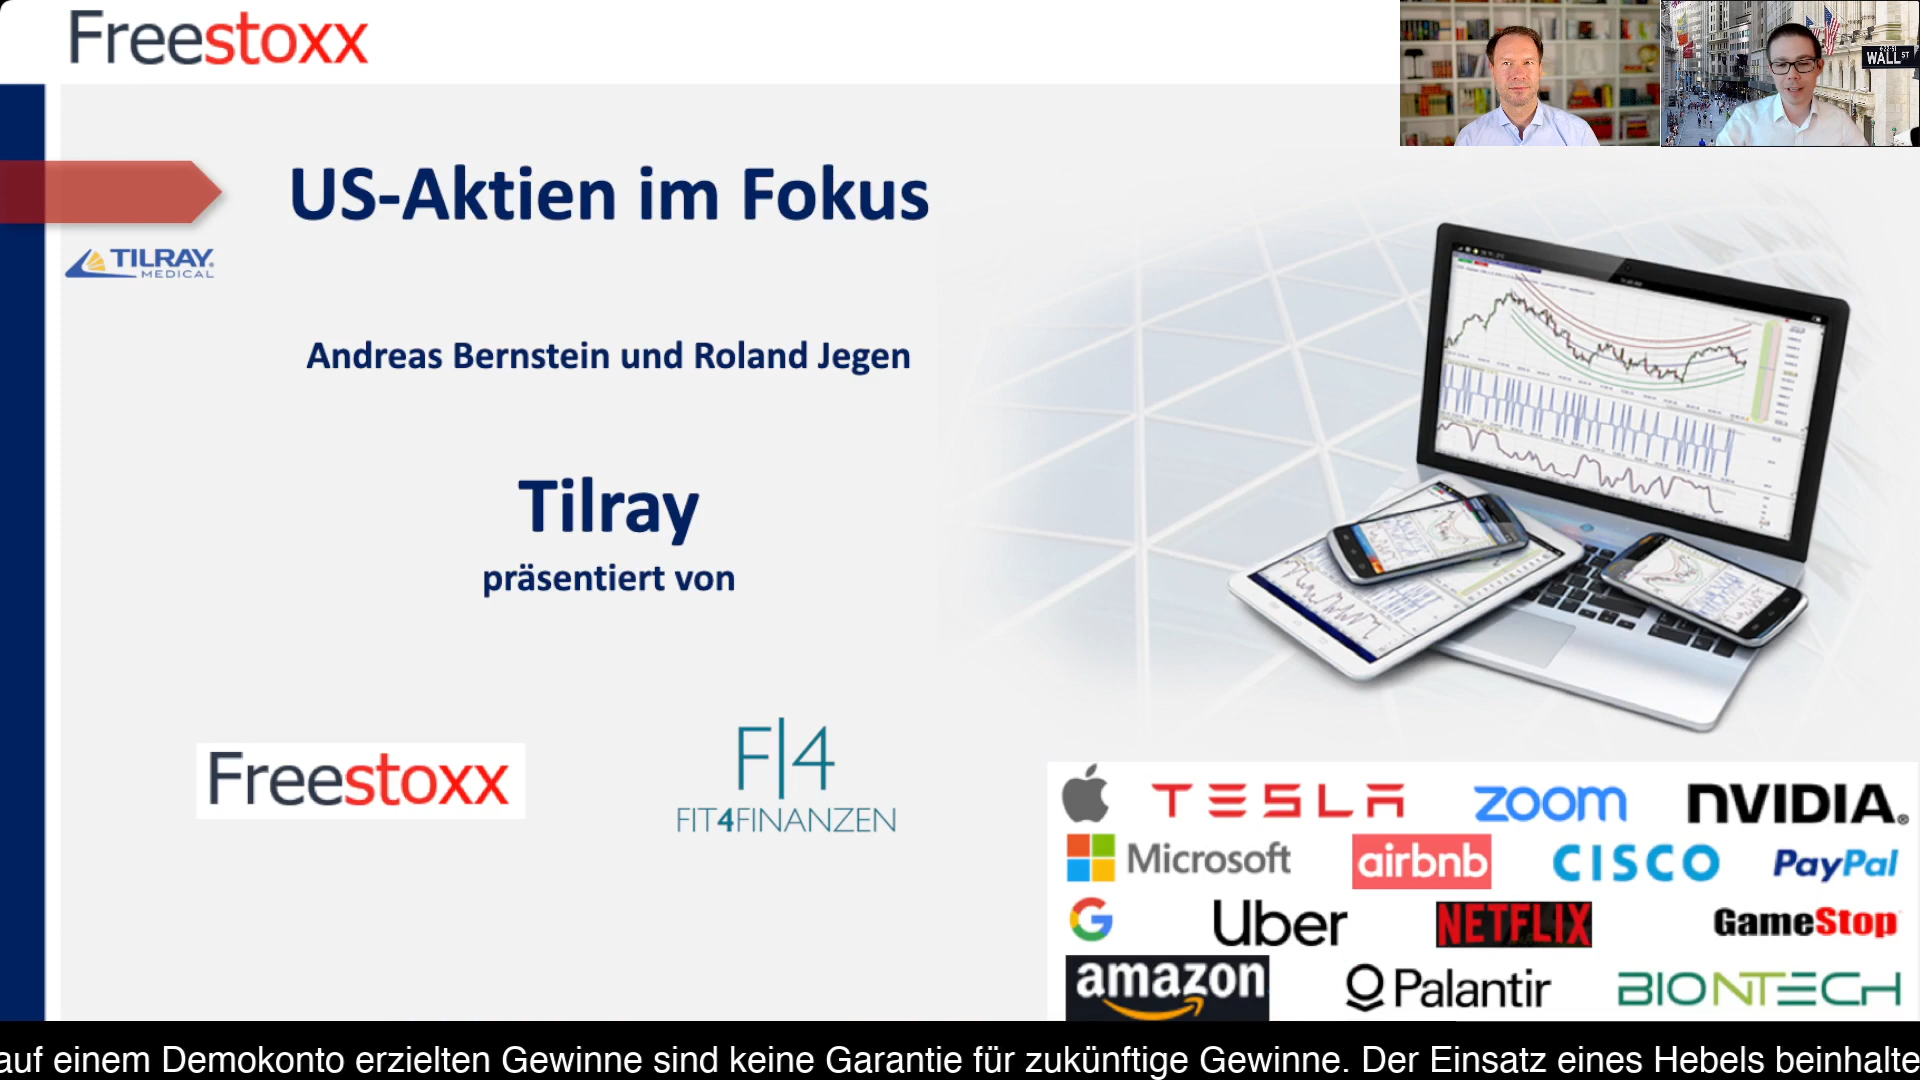 Freestoxx
WALL ST
US-Aktien im Fokus
TILRAY
MEDICAL
Andreas Bernstein und Roland Jegen
Tilray
präsentiert von
Freestoxx
F|4
FIT4FINANZEN
TESLA
zoom
NVIDIA®
Microsoft
airbnb
CISCO
PayPal
G
Uber
NETFLIX
GameStop
amazon
Palantir
BIONTECH
auf einem Demokonto erzielten Gewinne sind keine Garantie für zukünftige Gewinne. Der Einsatz eines Hebels beinhalte